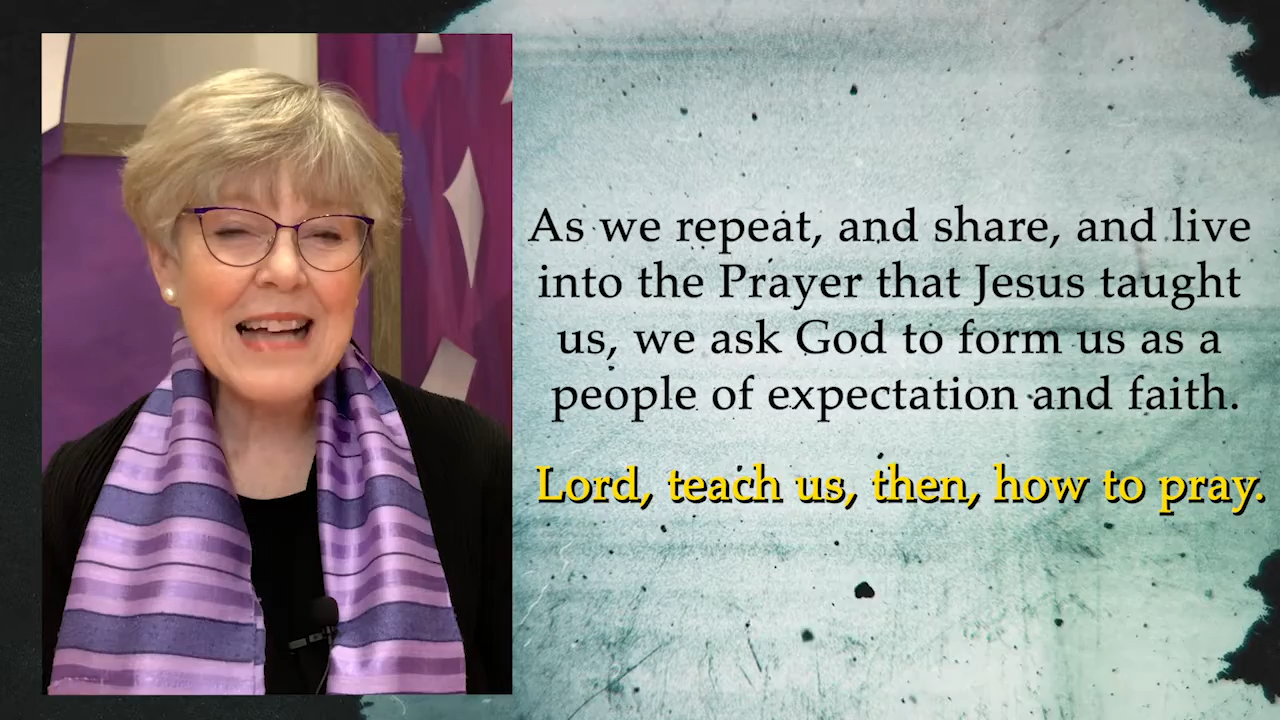 As we repeat, and share, and live
into the Prayer that Jesus taught
us, we ask God to form us as a
people of expectation and faith.
Lord, teach us, then, how to pray.